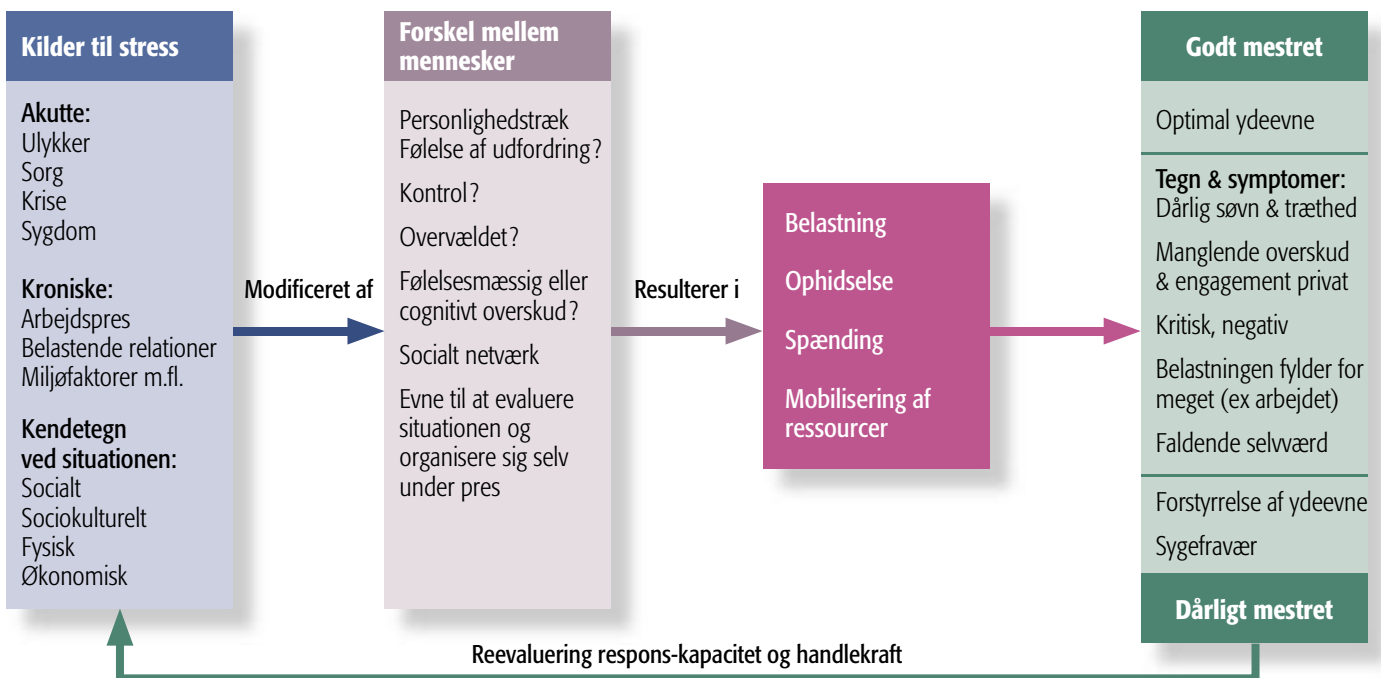 Kilder til stress
Akutte:
Ulykker
Sorg
Krise
Sygdom
Kroniske:
Arbejdspres
Belastende relationer
Miljøfaktorer m.fl.
Kendetegn
ved situationen:
Socialt
Sociokulturelt
Fysisk
Økonomisk
Modificeret af
Forskel mellem
mennesker
Personlighedstræk
Følelse af udfordring?
Kontrol?
Overvældet?
Følelsesmæssig eller
cognitivt overskud?
Socialt netværk
Evne til at evaluere
situationen og
organisere sig selv
under pres
Resulterer i
Belastning
Ophidselse
Spænding
Mobilisering af
ressourcer
Godt mestret
Optimal ydeevne
Tegn & symptomer:
Dårlig søvn & træthed
Manglende overskud
& engagement privat
Kritisk, negativ
Belastningen fylder for
meget (ex arbejdet)
Faldende selvværd
Forstyrrelse af ydeevne
Sygefravær
Dårligt mestret
Reevaluering respons-kapacitet og handlekraft